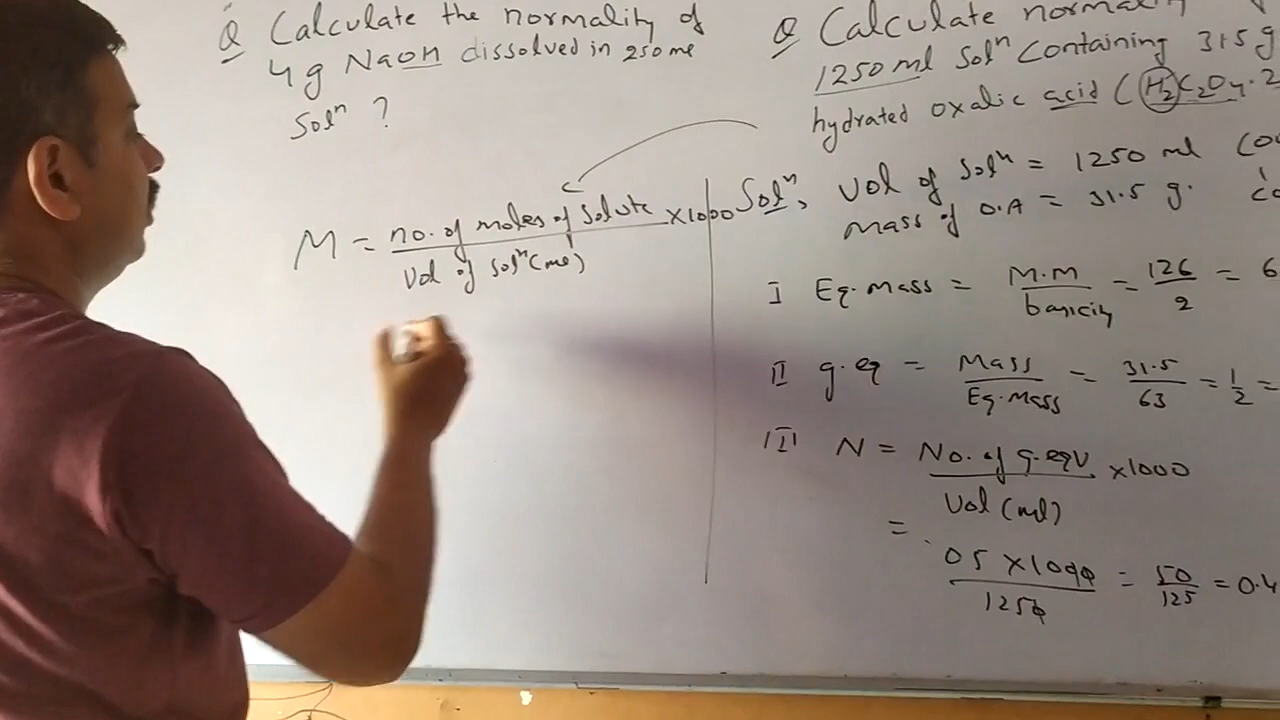 Q Calculate the normality of
4 g NaOH dissolved in 250 ml
Solⁿ ?
M = no. of moles of Solute ×1000
Vol of Solⁿ (ml)
Q Calculate normality
1250 ml Solⁿ Containing 31.5 g
hydrated oxalic acid (H₂C₂O₄.2
Solⁿ, Vol of Solⁿ = 1250 ml
Mass of O.A = 31.5 g.
I Eq. mass = M.M / basicity = 126 / 2 = 6
II g.eq = Mass / Eq. Mass = 31.5 / 63 = 1 / 2 =
III N = No. of g.eqv ×1000
Vol (ml)
= 05 ×1000 / 1250 = 50 / 125 = 0.4